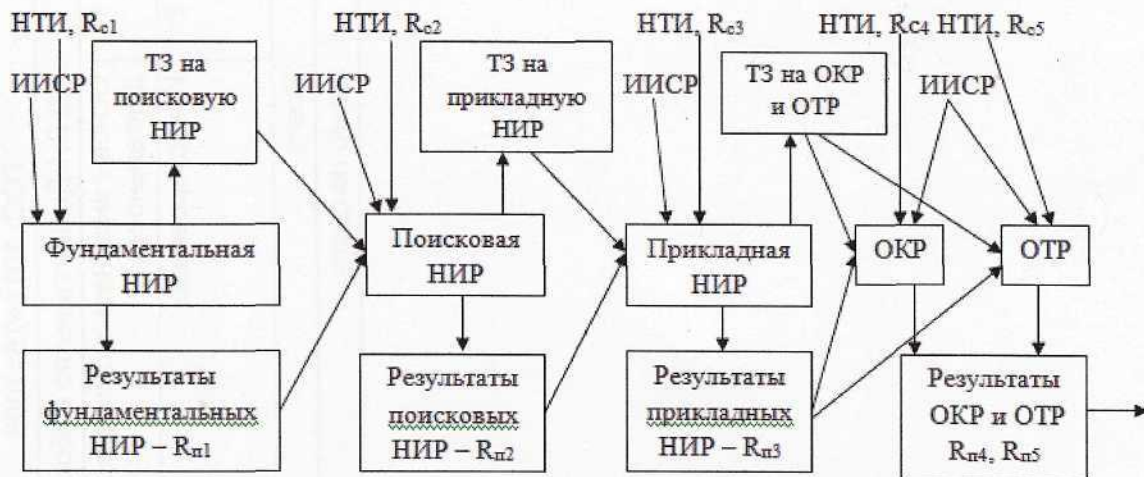 НТИ, Rс1
НТИ, Rс2
НТИ, Rс3
НТИ, Rс4 НТИ, Rс5
ИИСР
ТЗ на
поисковую
НИР
ИИСР
ТЗ на
прикладную
НИР
ИИСР
ТЗ на ОКР
и ОТР
ИИСР
Фундаментальная
НИР
Поисковая
НИР
Прикладная
НИР
ОКР
ОТР
Результаты
фундаментальных
НИР – Rп1
Результаты
поисковых
НИР – Rп2
Результаты
прикладных
НИР – Rп3
Результаты
ОКР и ОТР
Rп4, Rп5